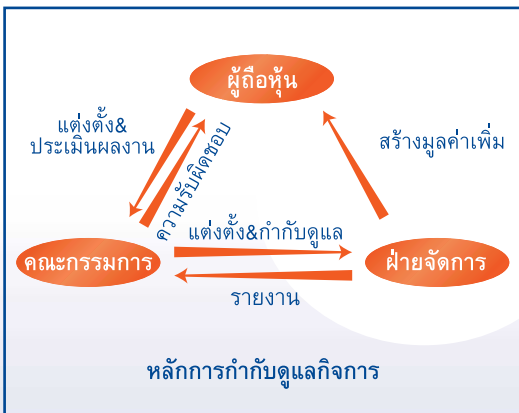 ผู้ถือหุ้น
แต่งตั้ง&
ประเมินผลงาน
ความรับผิดชอบ
สร้างมูลค่าเพิ่ม
แต่งตั้ง&กำกับดูแล
คณะกรรมการ
ฝ่ายจัดการ
รายงาน
หลักการกำกับดูแลกิจการ